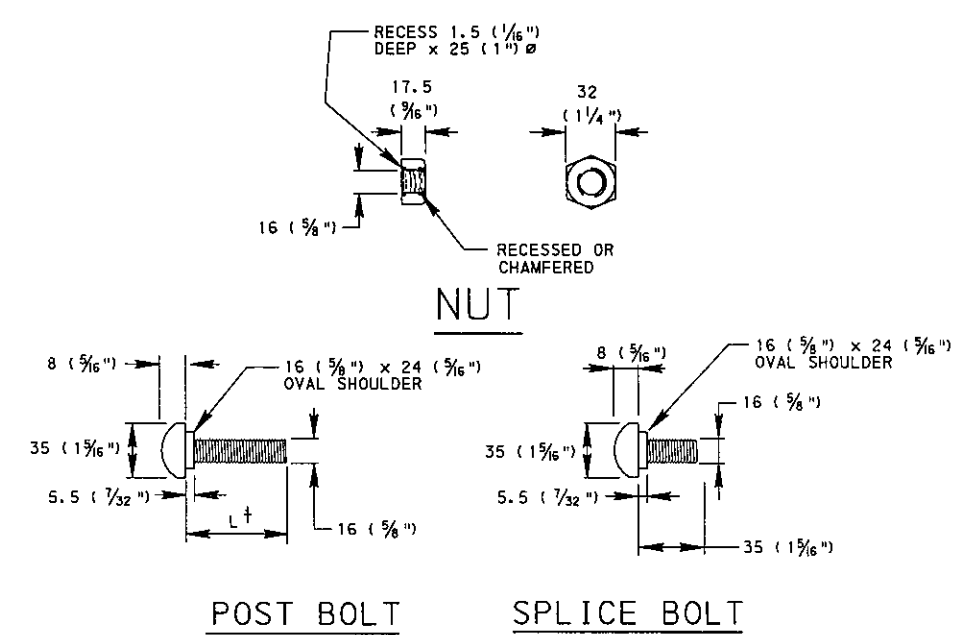 RECESS 1.5 (1/16")
DEEP x 25 (1") Ø
17.5
(9/16")
32
(1 1/4")
16 (5/8")
RECESSED OR
CHAMFERED
NUT
8 (5/16")
16 (5/8") x 24 (5/16")
OVAL SHOULDER
35 (1 5/16")
16 (5/8")
5.5 (7/32")
L†
POST BOLT
8 (5/16")
16 (5/8") x 24 (5/16")
OVAL SHOULDER
16 (5/8")
35 (1 5/16")
5.5 (7/32")
35 (1 5/16")
SPLICE BOLT